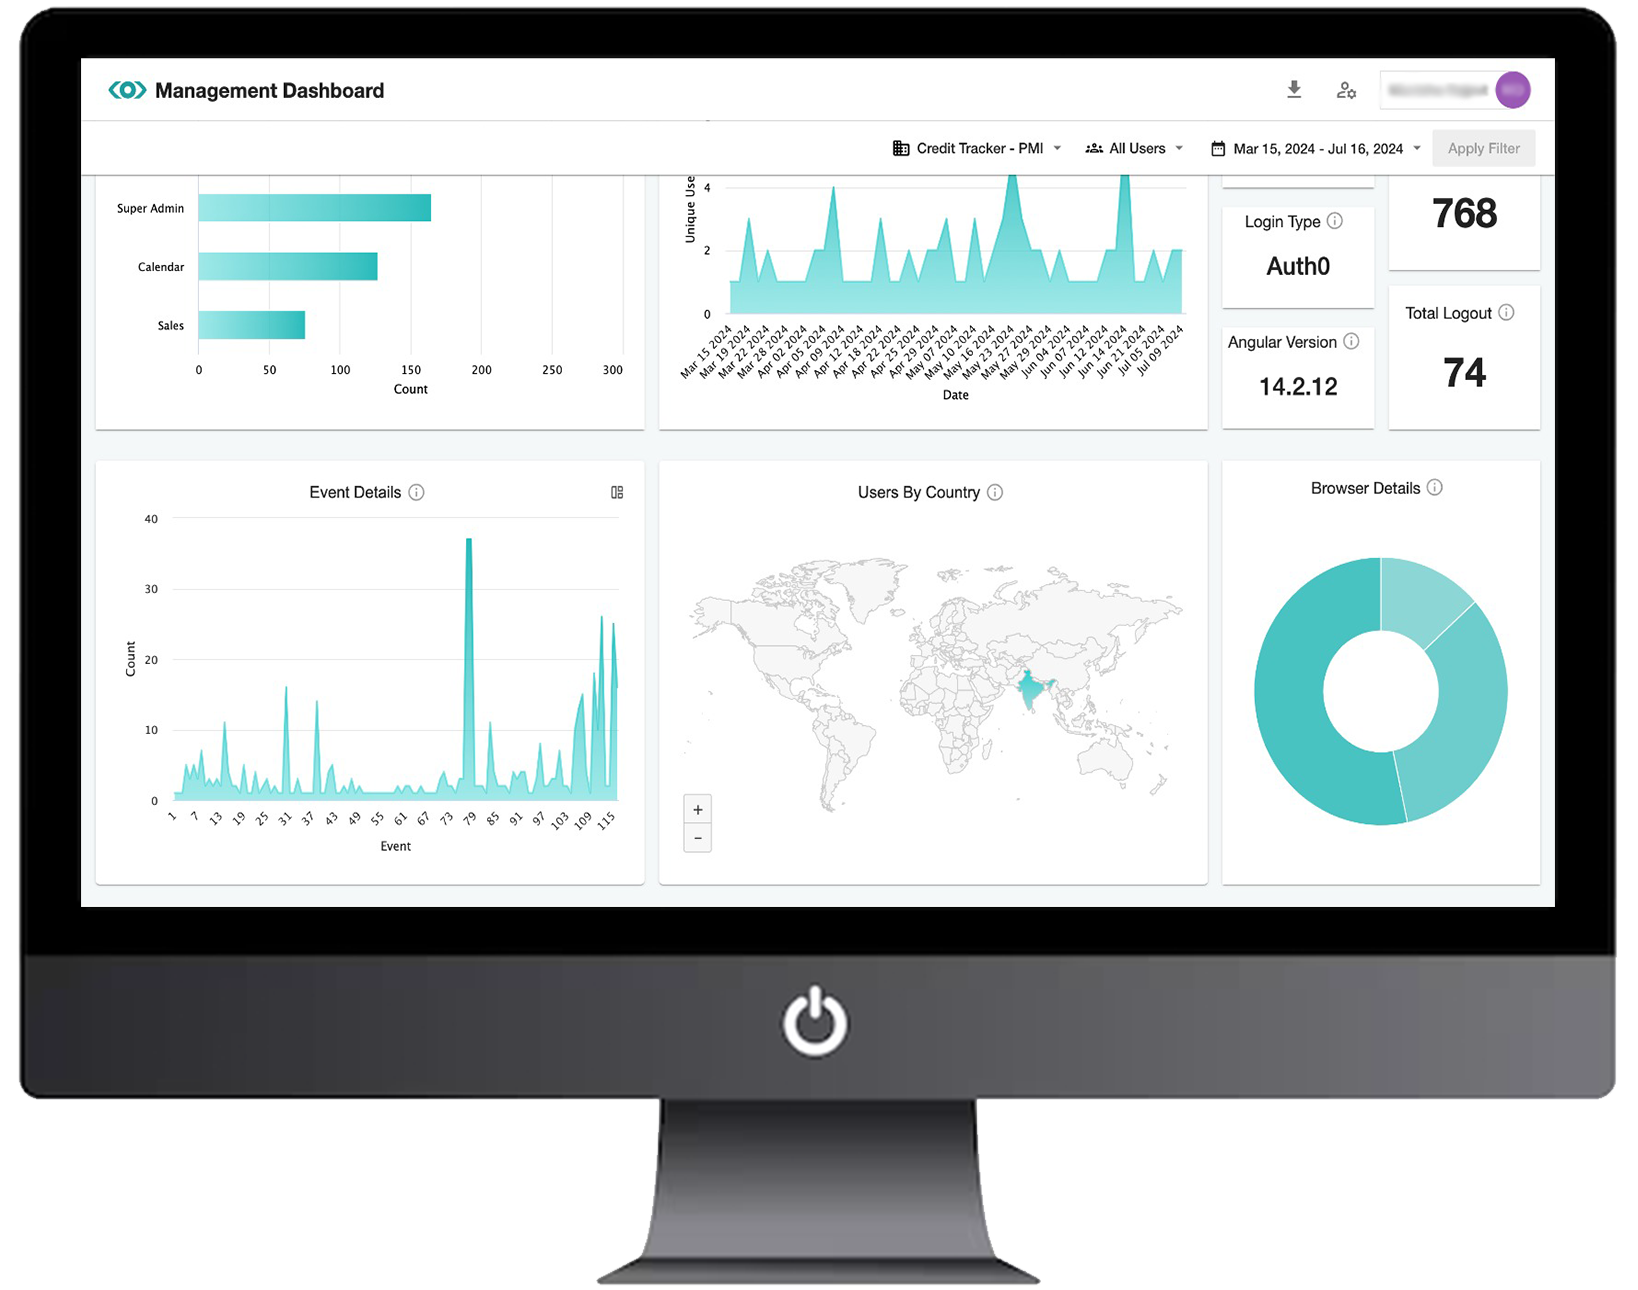 Management Dashboard
Credit Tracker - PMI
All Users
Mar 15, 2024 - Jul 16, 2024
Apply Filter
Super Admin
Calendar
Sales
0 50 100 150 200 250 300
Count
4
2
0
Unique Use
Mar 15 2024
Mar 19 2024
Mar 22 2024
Mar 28 2024
Apr 02 2024
Apr 05 2024
Apr 09 2024
Apr 12 2024
Apr 18 2024
Apr 22 2024
Apr 25 2024
Apr 29 2024
May 07 2024
May 10 2024
May 16 2024
May 23 2024
May 27 2024
May 29 2024
Jun 04 2024
Jun 07 2024
Jun 12 2024
Jun 14 2024
Jun 21 2024
Jul 05 2024
Jul 09 2024
Date
Login Type
Auth0
Angular Version
14.2.12
768
Total Logout
74
Event Details
40
30
20
10
0
Count
1 7 13 19 25 31 37 43 49 55 61 67 73 79 85 91 97 103 109 115
Event
Users By Country
+
−
Browser Details